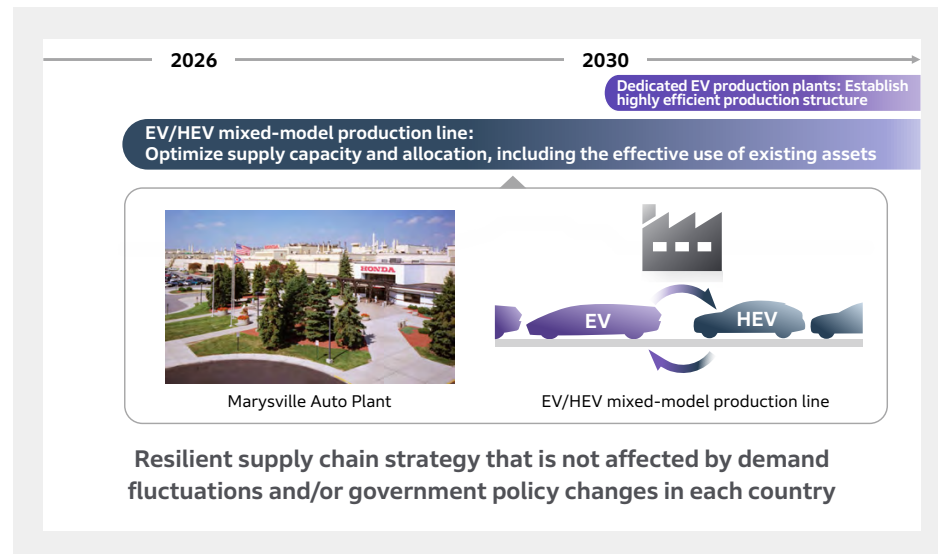 2026
2030
Dedicated EV production plants: Establish
highly efficient production structure
EV/HEV mixed-model production line:
Optimize supply capacity and allocation, including the effective use of existing assets
HONDA
EV
HEV
Marysville Auto Plant
EV/HEV mixed-model production line
Resilient supply chain strategy that is not affected by demand
fluctuations and/or government policy changes in each country